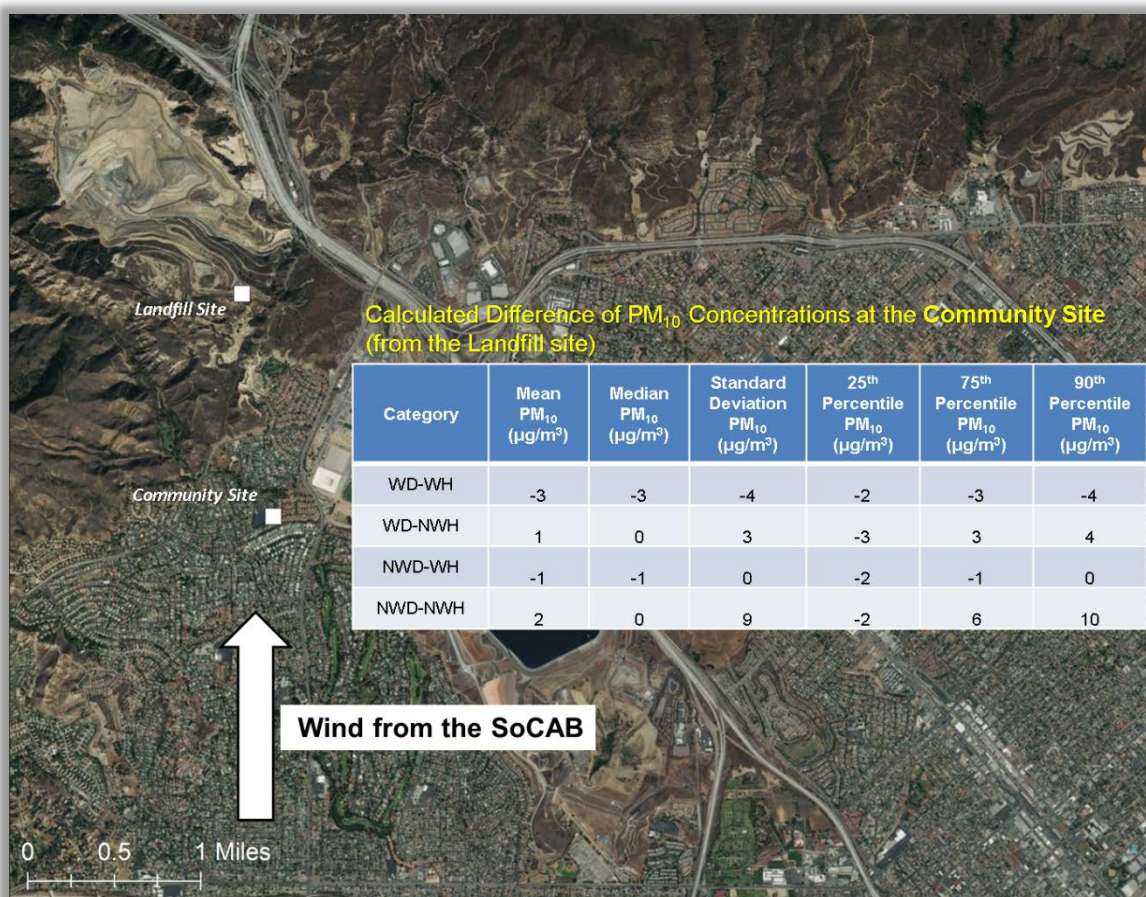 Landfill Site
Calculated Difference of PM₁₀ Concentrations at the Community Site
(from the Landfill site)
Category
Mean
PM₁₀
(µg/m³)
Median
PM₁₀
(µg/m³)
Standard
Deviation
PM₁₀
(µg/m³)
25th
Percentile
PM₁₀
(µg/m³)
75th
Percentile
PM₁₀
(µg/m³)
90th
Percentile
PM₁₀
(µg/m³)
WD-WH -3 -3 -4 -2 -3 -4
WD-NWH 1 0 3 -3 3 4
NWD-WH -1 -1 0 -2 -1 0
NWD-NWH 2 0 9 -2 6 10
Community Site
Wind from the SoCAB
0 0.5 1 Miles